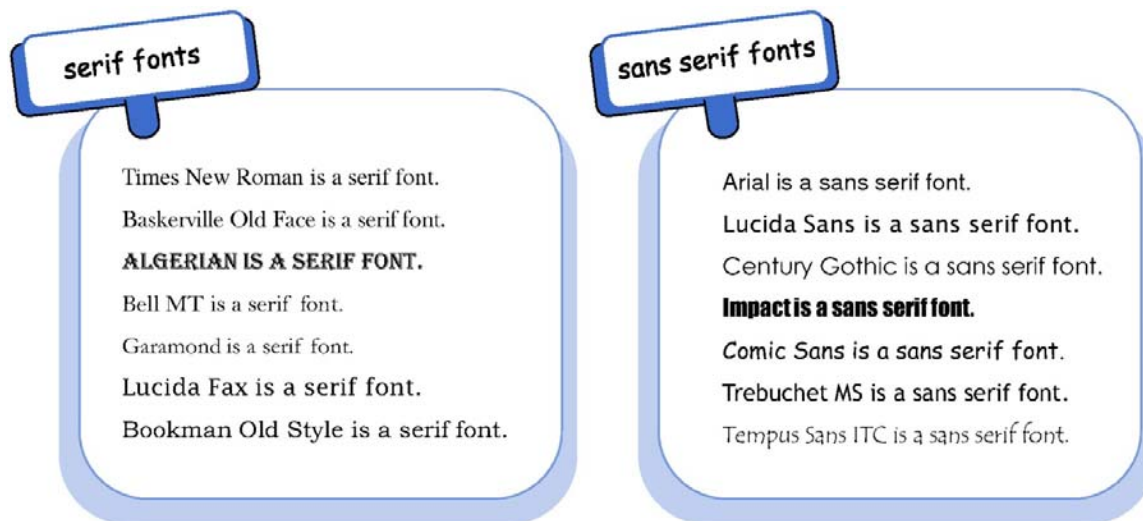 serif fonts
Times New Roman is a serif font.
Baskerville Old Face is a serif font.
ALGERIAN IS A SERIF FONT.
Bell MT is a serif font.
Garamond is a serif font.
Lucida Fax is a serif font.
Bookman Old Style is a serif font.
sans serif fonts
Arial is a sans serif font.
Lucida Sans is a sans serif font.
Century Gothic is a sans serif font.
Impact is a sans serif font.
Comic Sans is a sans serif font.
Trebuchet MS is a sans serif font.
Tempus Sans ITC is a sans serif font.